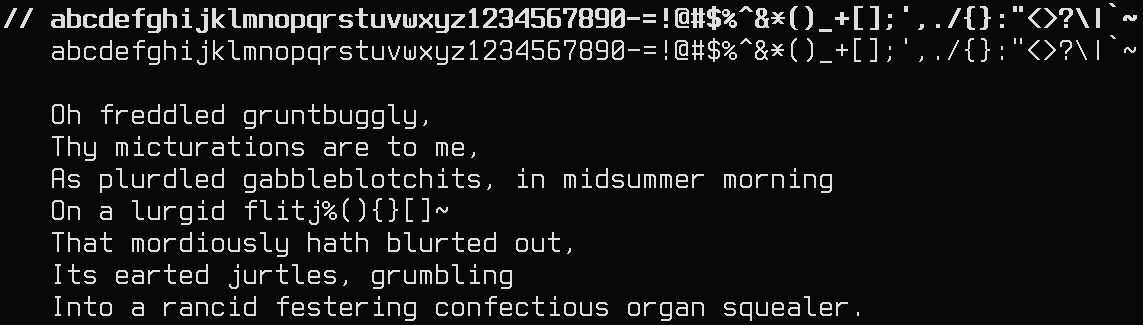 // abcdefghijklmnopqrstuvwxyz1234567890-=!@#$%^&*()_+[];',./{}:"<>?\|`~
abcdefghijklmnopqrstuvwxyz1234567890-=!@#$%^&*()_+[];',./{}:"<>?\|`~
Oh freddled gruntbuggly,
Thy micturations are to me,
As plurdled gabbleblotchits, in midsummer morning
On a lurgid flitj%(){}[]~
That mordiously hath blurted out,
Its earted jurtles, grumbling
Into a rancid festering confectious organ squealer.